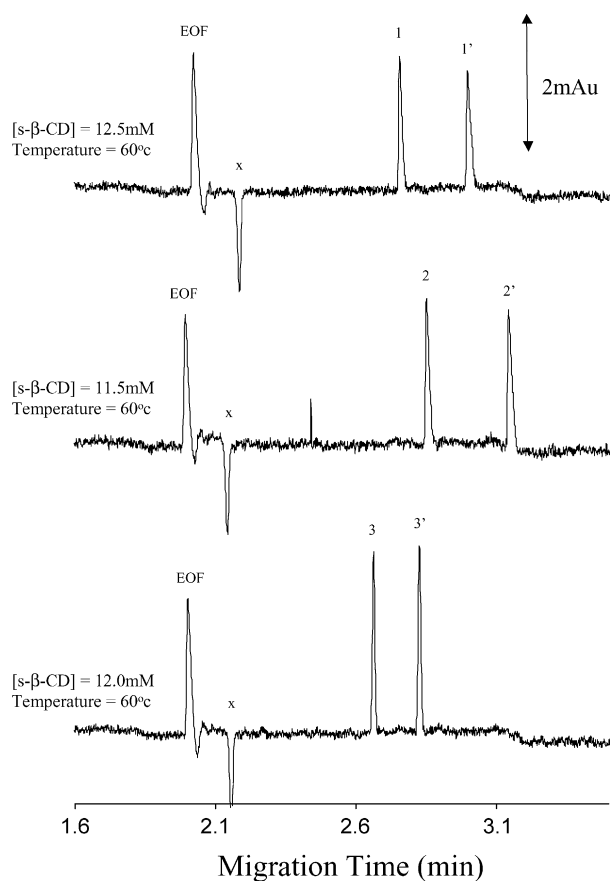 EOF
1
1’
2mAu
[s-β-CD] = 12.5mM
Temperature = 60°c
x
EOF
2
2’
[s-β-CD] = 11.5mM
Temperature = 60°c
x
EOF
3
3’
[s-β-CD] = 12.0mM
Temperature = 60°c
x
1.6 2.1 2.6 3.1
Migration Time (min)